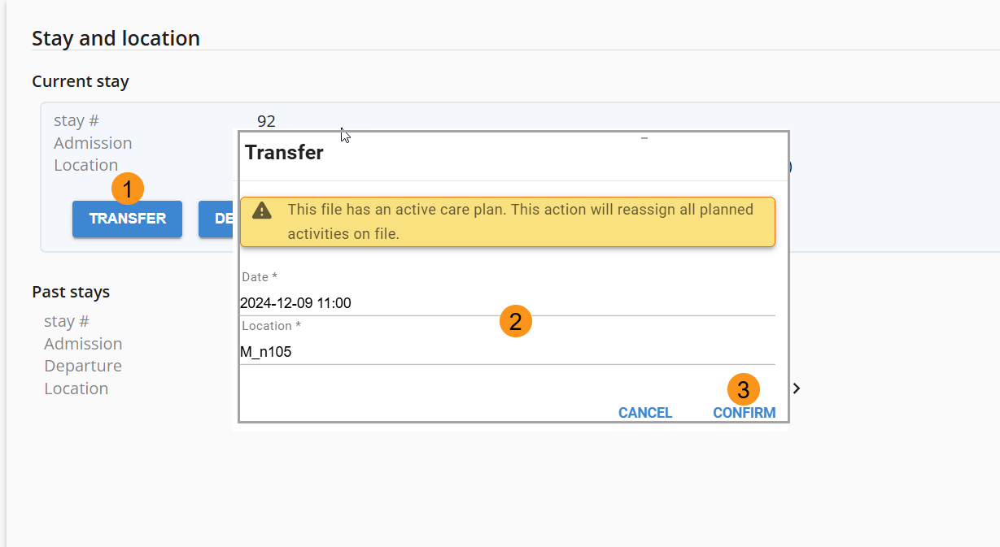 Stay and location
Current stay
stay #
92
Admission
Location
1
TRANSFER
DE
Transfer
This file has an active care plan. This action will reassign all planned
activities on file.
Date *
2024-12-09 11:00
2
Location *
M_n105
3
CANCEL
CONFIRM
Past stays
stay #
Admission
Departure
Location